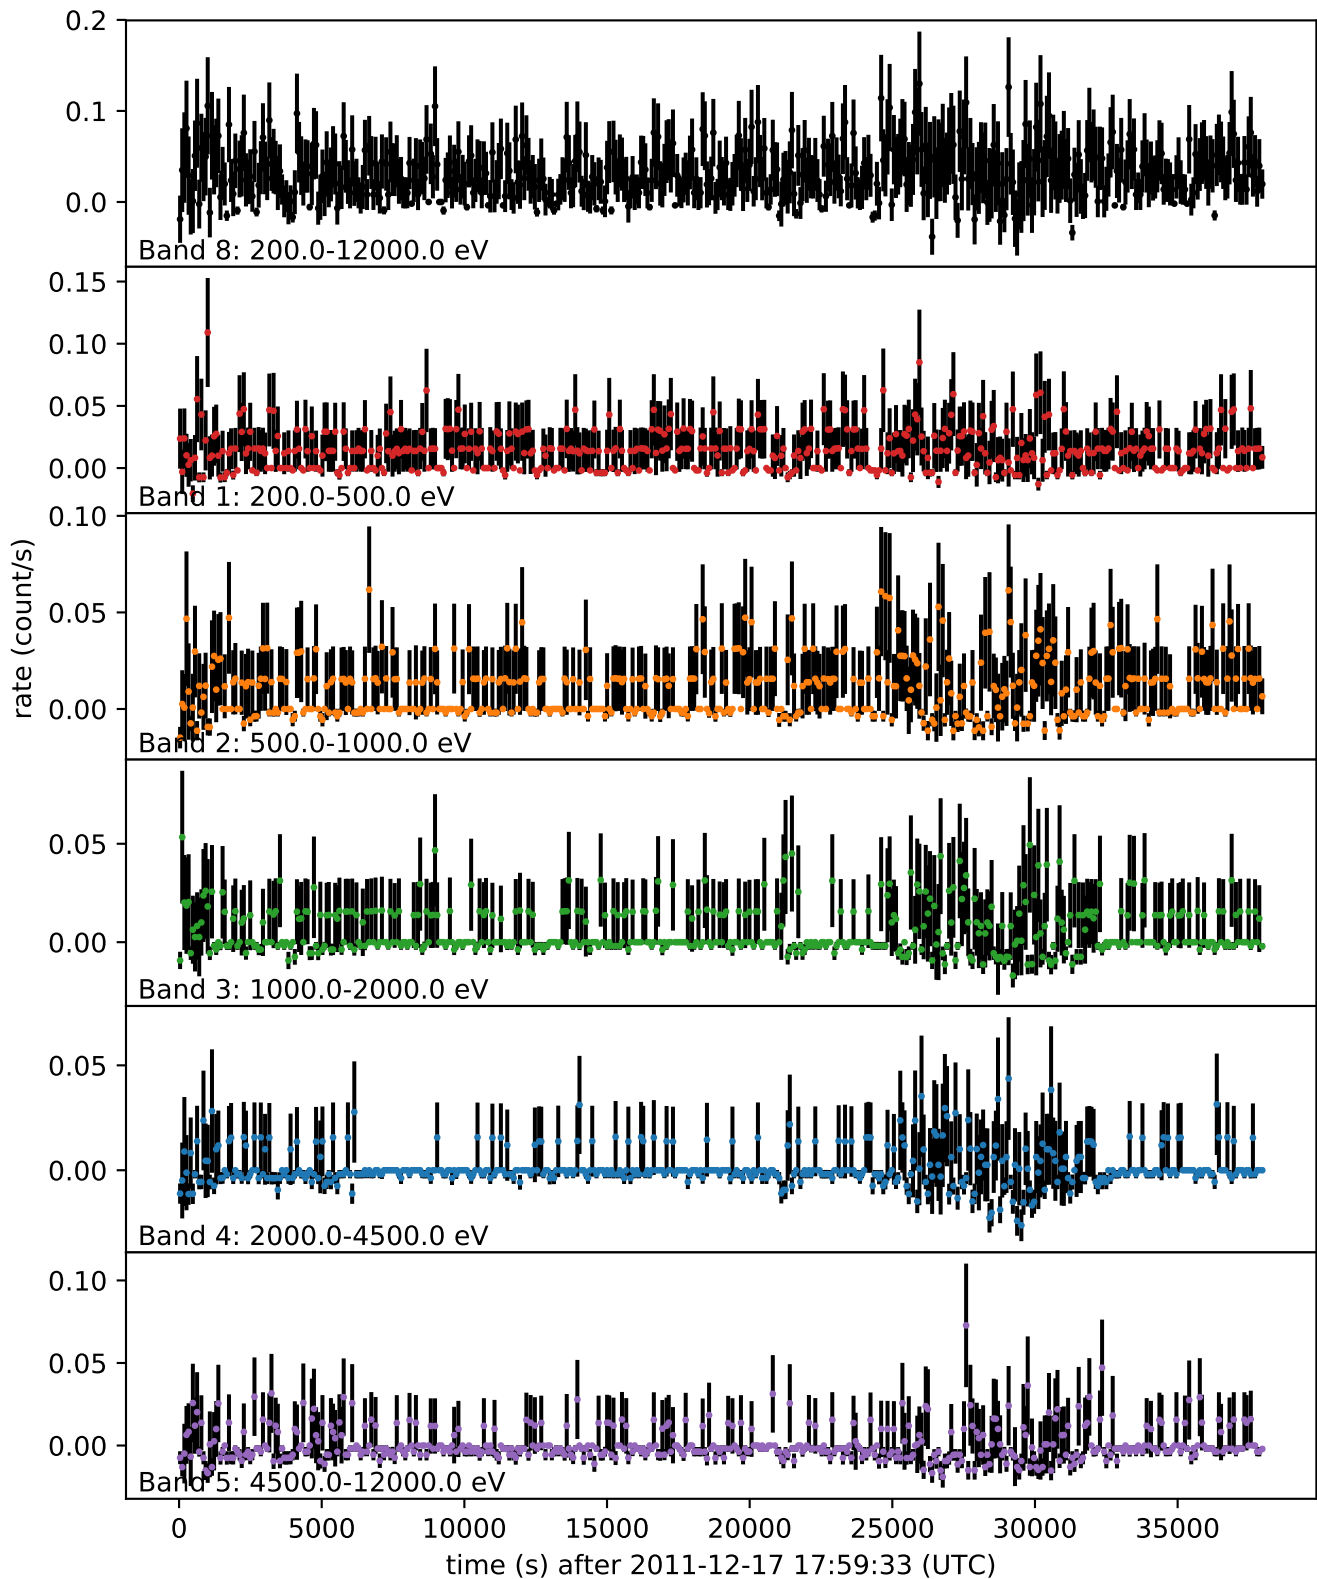 0.2
0.1
0.0
Band 8: 200.0-12000.0 eV
0.15
0.10
0.05
0.00
Band 1: 200.0-500.0 eV
0.10
0.05
0.00
Band 2: 500.0-1000.0 eV
rate (count/s)
0.05
0.00
Band 3: 1000.0-2000.0 eV
0.05
0.00
Band 4: 2000.0-4500.0 eV
0.10
0.05
0.00
Band 5: 4500.0-12000.0 eV
0 5000 10000 15000 20000 25000 30000 35000
time (s) after 2011-12-17 17:59:33 (UTC)